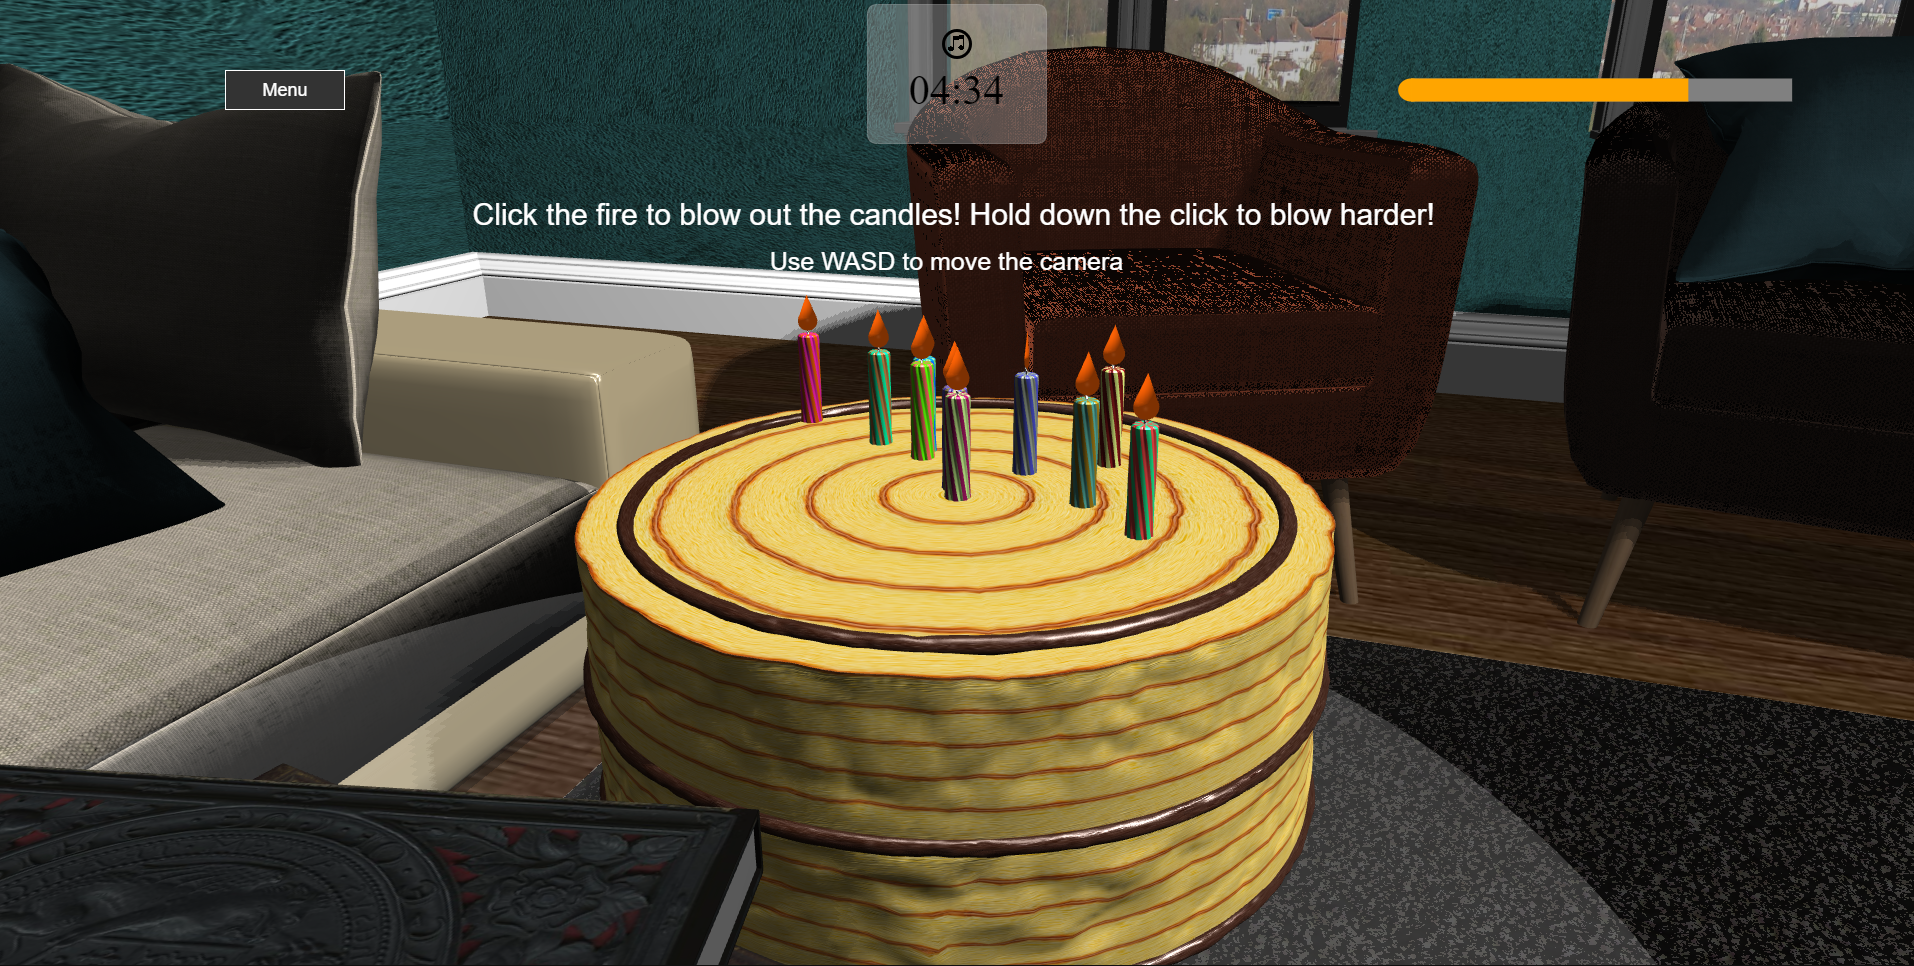 04:34
Menu
Click the fire to blow out the candles! Hold down the click to blow harder!
Use WASD to move the camera